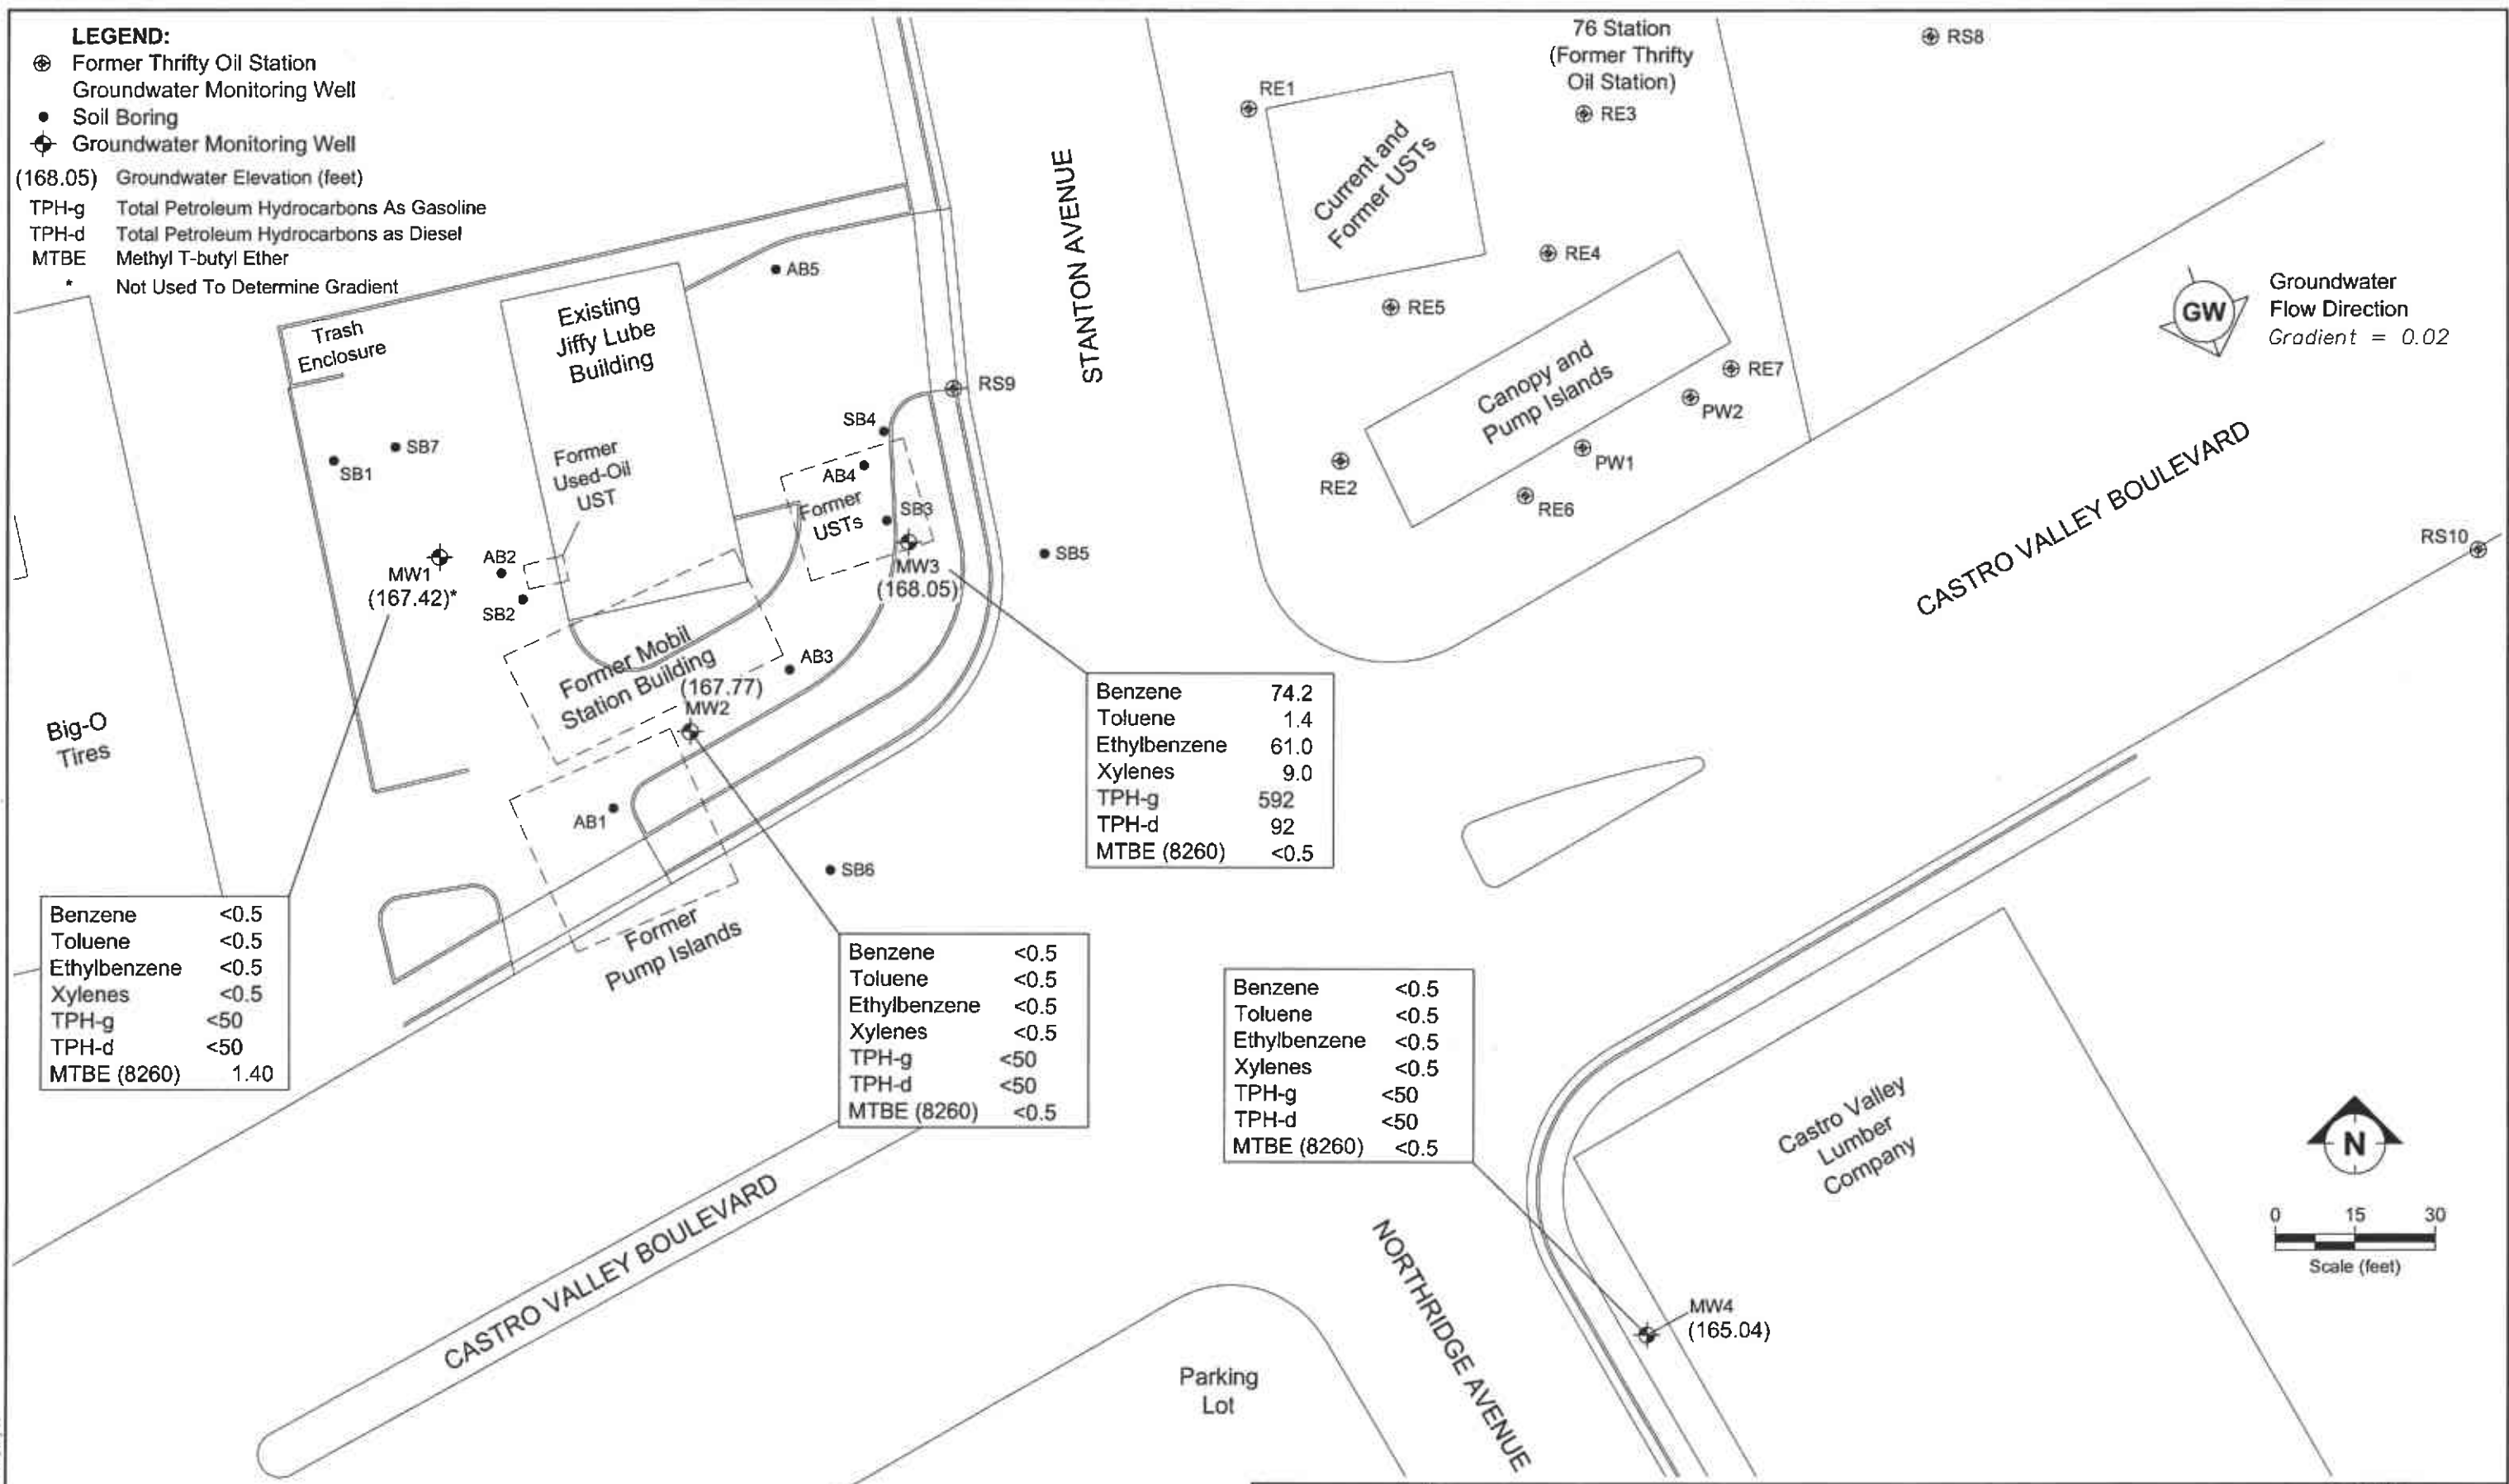 LEGEND:
Former Thrifty Oil Station
Groundwater Monitoring Well
Soil Boring
Groundwater Monitoring Well
(168.05) Groundwater Elevation (feet)
TPH-g Total Petroleum Hydrocarbons As Gasoline
TPH-d Total Petroleum Hydrocarbons as Diesel
MTBE Methyl T-butyl Ether
* Not Used To Determine Gradient
76 Station
(Former Thrifty
Oil Station)
RS8
RE1
RE3
Current and
Former USTs
RE4
RE5
Canopy and
Pump Islands
RE7
PW2
PW1
RE6
RE2
GW
Groundwater
Flow Direction
Gradient = 0.02
STANTON AVENUE
CASTRO VALLEY BOULEVARD
RS10
Trash
Enclosure
Existing
Jiffy Lube
Building
AB5
RS9
SB4
AB4
Former
USTs
SB3
MW3
(168.05)
SB5
SB7
SB1
Former
Used-Oil
UST
MW1
(167.42)*
AB2
SB2
Former Mobil
Station Building
AB3
(167.77)
MW2
Big-O
Tires
AB1
SB6
Former
Pump Islands
Benzene 74.2
Toluene 1.4
Ethylbenzene 61.0
Xylenes 9.0
TPH-g 592
TPH-d 92
MTBE (8260) <0.5
Benzene <0.5
Toluene <0.5
Ethylbenzene <0.5
Xylenes <0.5
TPH-g <50
TPH-d <50
MTBE (8260) 1.40
Benzene <0.5
Toluene <0.5
Ethylbenzene <0.5
Xylenes <0.5
TPH-g <50
TPH-d <50
MTBE (8260) <0.5
Benzene <0.5
Toluene <0.5
Ethylbenzene <0.5
Xylenes <0.5
TPH-g <50
TPH-d <50
MTBE (8260) <0.5
Castro Valley
Lumber
Company
N
0 15 30
Scale (feet)
CASTRO VALLEY BOULEVARD
NORTHRIDGE AVENUE
MW4
(165.04)
Parking
Lot